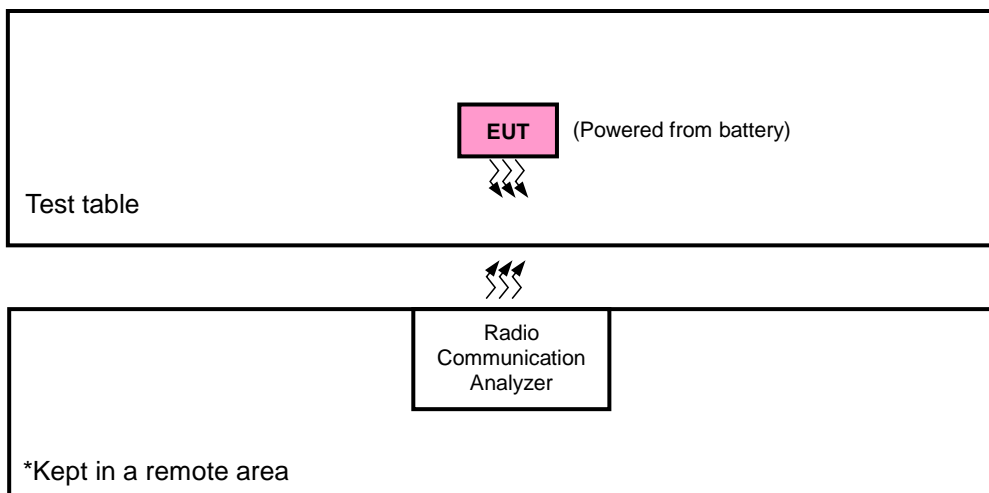 EUT
(Powered from battery)
Test table
Radio
Communication
Analyzer
*Kept in a remote area